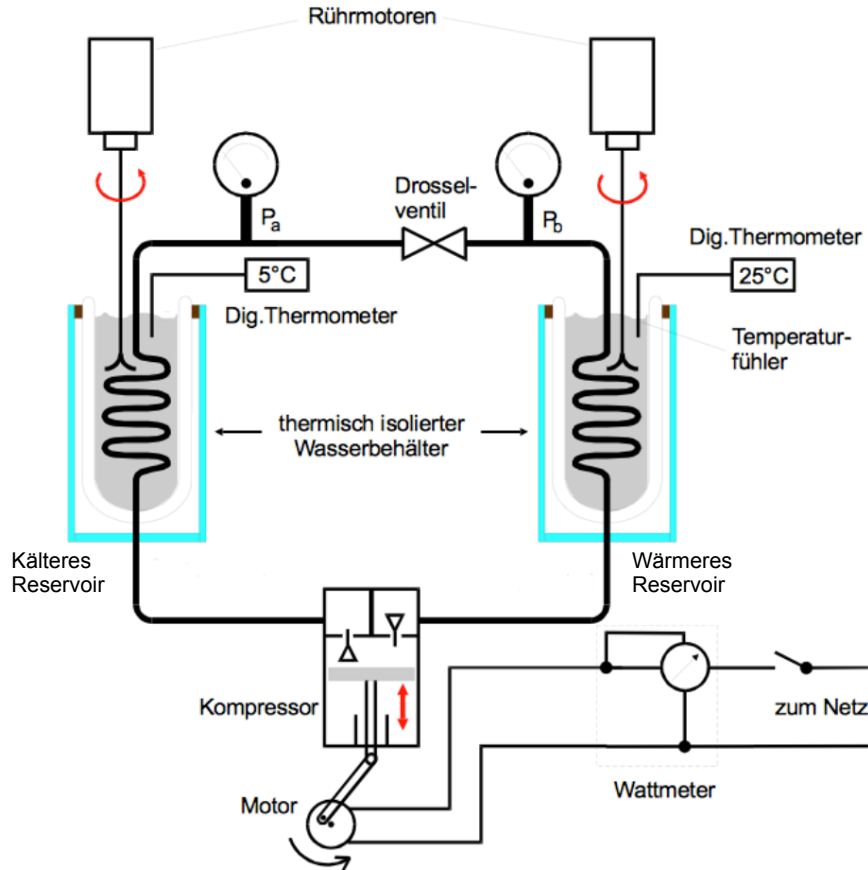 Rührmotoren
Drossel-
ventil
Pa
Pb
Dig.Thermometer
5°C
25°C
Dig.Thermometer
Temperatur-
fühler
thermisch isolierter
Wasserbehälter
Kälteres
Reservoir
Wärmeres
Reservoir
Kompressor
zum Netz
Motor
Wattmeter